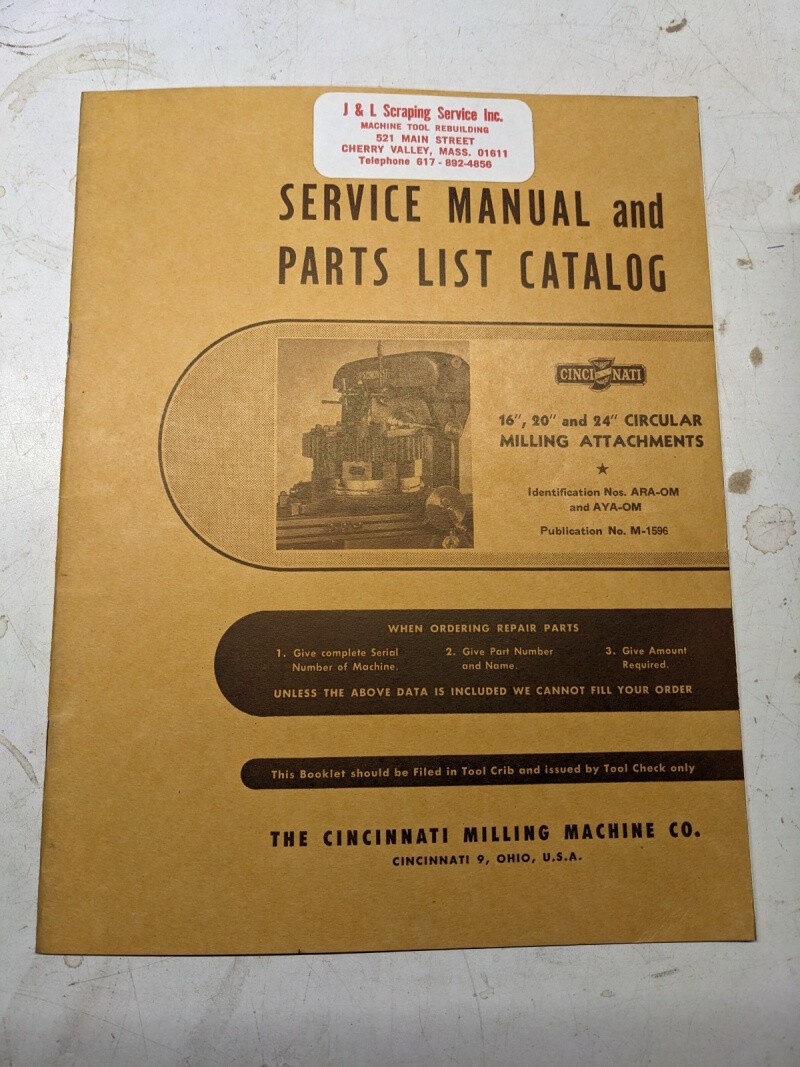 J & L Scraping Service Inc.
MACHINE TOOL REBUILDING
521 MAIN STREET
CHERRY VALLEY, MASS. 01611
Telephone 617 - 892-4856
SERVICE MANUAL and
PARTS LIST CATALOG
CINCINNATI
16", 20" and 24" CIRCULAR
MILLING ATTACHMENTS
Identification Nos. ARA-OM
and AYA-OM
Publication No. M-1596
WHEN ORDERING REPAIR PARTS
1. Give complete Serial
Number of Machine.
2. Give Part Number
and Name.
3. Give Amount
Required.
UNLESS THE ABOVE DATA IS INCLUDED WE CANNOT FILL YOUR ORDER
This Booklet should be Filed in Tool Crib and issued by Tool Check only
THE CINCINNATI MILLING MACHINE CO.
CINCINNATI 9, OHIO, U.S.A.